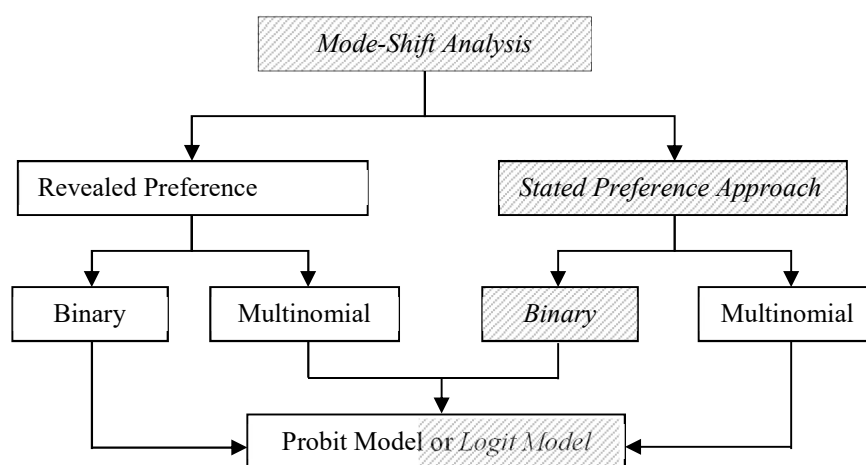 Mode-Shift Analysis
Revealed Preference
Stated Preference Approach
Binary
Multinomial
Binary
Multinomial
Probit Model or Logit Model